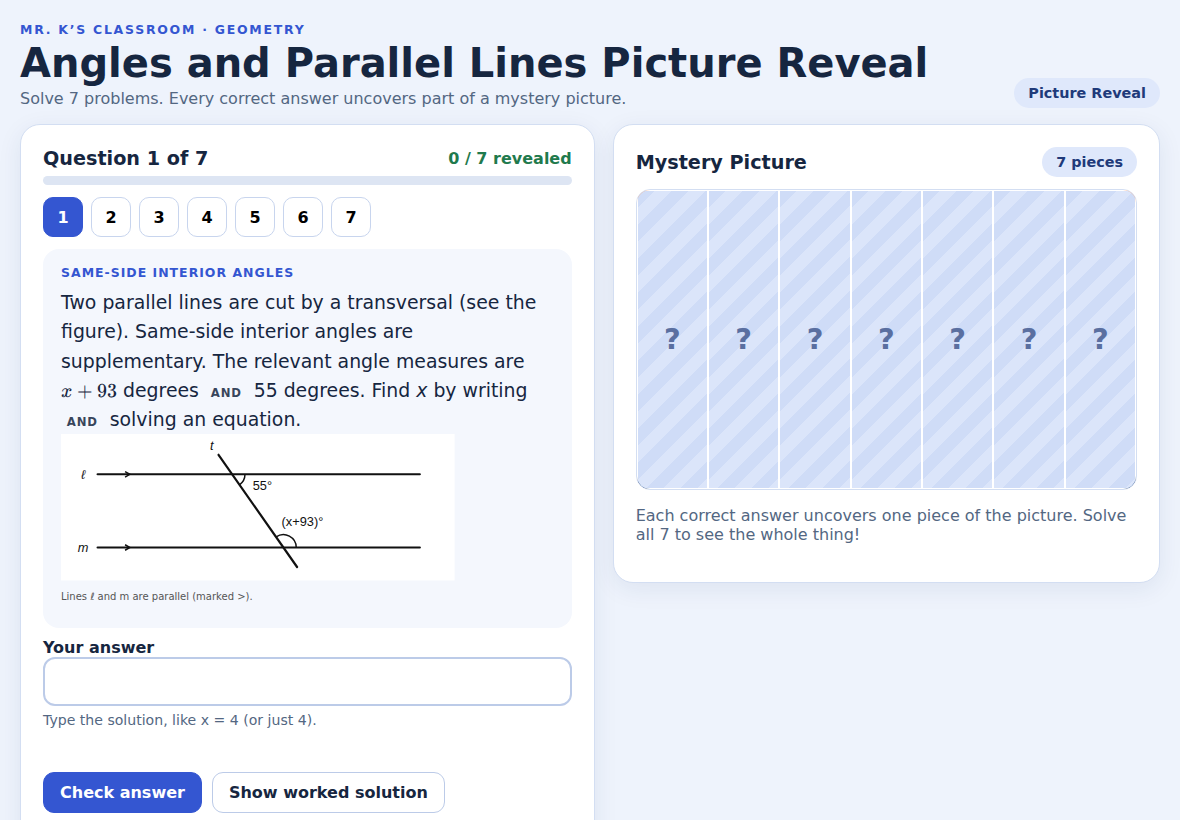 MR. K’S CLASSROOM · GEOMETRY
Angles and Parallel Lines Picture Reveal
Solve 7 problems. Every correct answer uncovers part of a mystery picture.
Picture Reveal
Question 1 of 7
0 / 7 revealed
1 2 3 4 5 6 7
SAME-SIDE INTERIOR ANGLES
Two parallel lines are cut by a transversal (see the
figure). Same-side interior angles are
supplementary. The relevant angle measures are
x + 93 degrees AND 55 degrees. Find x by writing
AND solving an equation.
t
ℓ
55°
(x+93)°
m
Lines ℓ and m are parallel (marked >).
Your answer
Type the solution, like x = 4 (or just 4).
Check answer
Show worked solution
Mystery Picture
7 pieces
? ? ? ? ? ? ?
Each correct answer uncovers one piece of the picture. Solve
all 7 to see the whole thing!